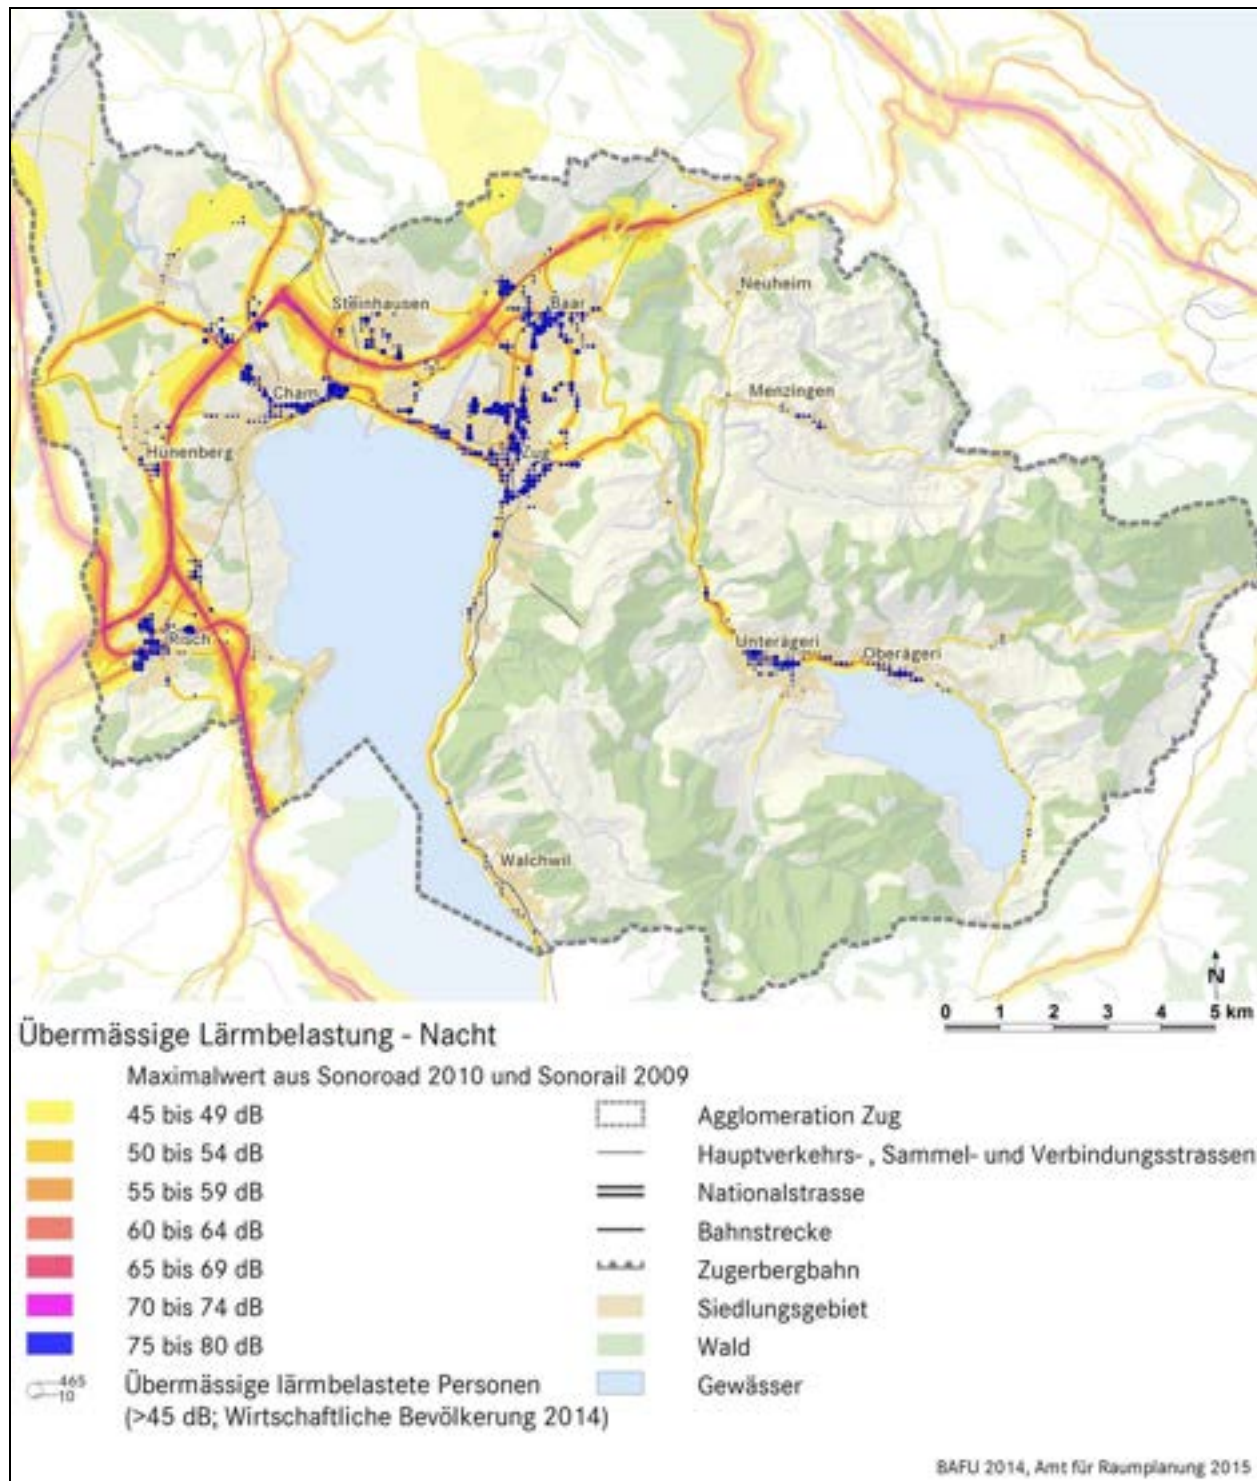 Steinhausen
Baar
Neuheim
Cham
Menzingen
Hünenberg
Zug
Risch
Unterägeri
Oberägeri
Walchwil
N
0 1 2 3 4 5 km
Übermässige Lärmbelastung - Nacht
Maximalwert aus Sonoroad 2010 und Sonorail 2009
45 bis 49 dB
50 bis 54 dB
55 bis 59 dB
60 bis 64 dB
65 bis 69 dB
70 bis 74 dB
75 bis 80 dB
465
10
Übermässige lärmbelastete Personen
(>45 dB; Wirtschaftliche Bevölkerung 2014)
Agglomeration Zug
Hauptverkehrs- , Sammel- und Verbindungsstrassen
Nationalstrasse
Bahnstrecke
Zugerbergbahn
Siedlungsgebiet
Wald
Gewässer
BAFU 2014, Amt für Raumplanung 2015